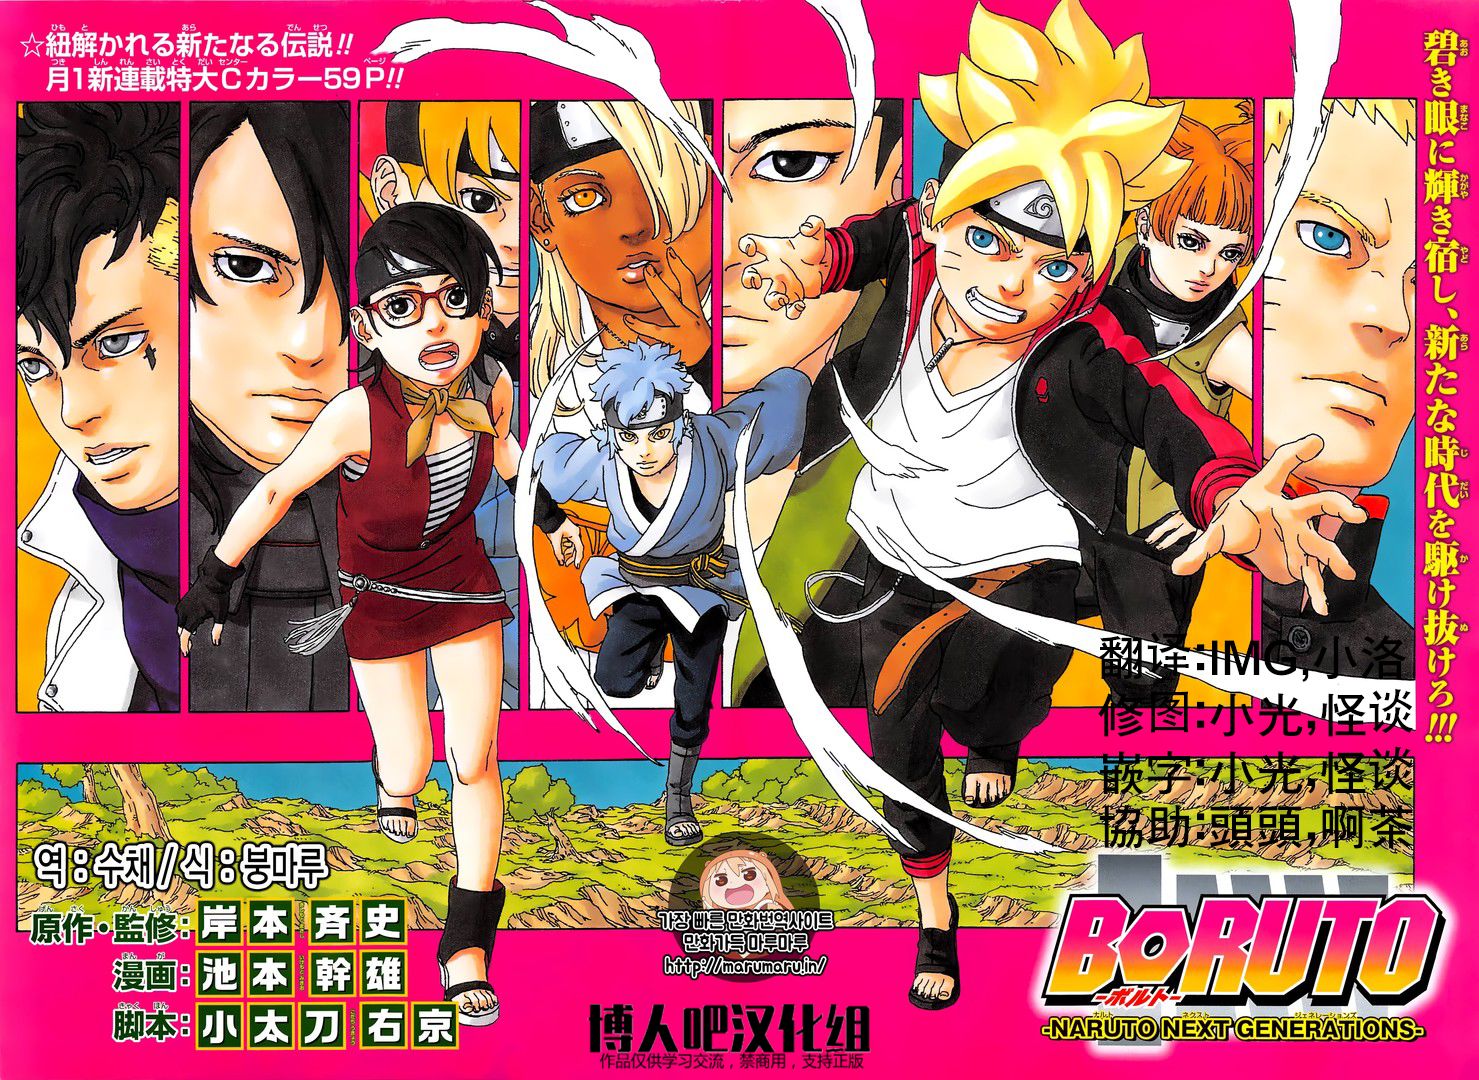 ☆紐解かれる新たなる伝説!!
月1新連載特大Cカラー59P!!
碧き眼に輝き宿し、新たな時代を駆け抜けろ!!!
翻译:IMG,小洛
修图:小光,怪谈
嵌字:小光,怪谈
協助:頭頭,啊茶
역 : 수채 / 식 : 붕마루
原作・監修:岸本斉史
漫画:池本幹雄
脚本:小太刀右京
가장 빠른 만화번역사이트
만화가득 마루마루
http://marumaru.in/
博人吧汉化组
作品仅供学习交流，禁商用，支持正版
BORUTO
-ボルト-
-NARUTO NEXT GENERATIONS-